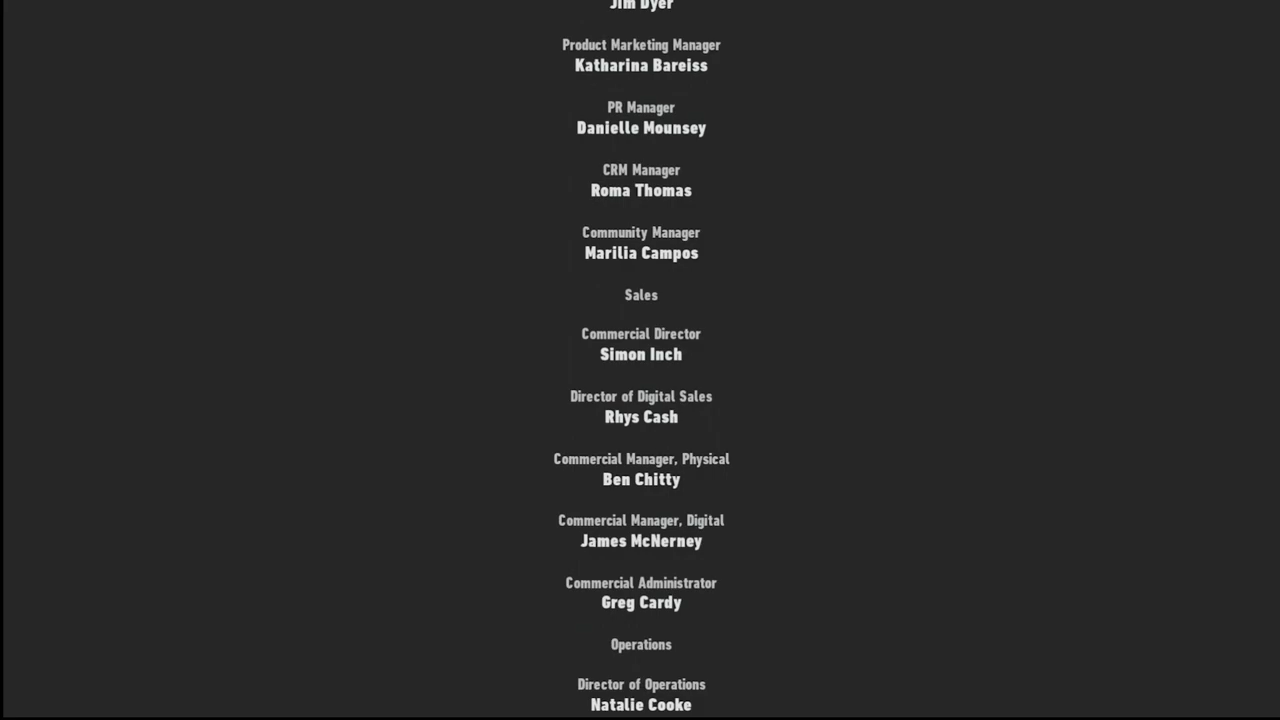 Jim Dyer
Product Marketing Manager
Katharina Bareiss
PR Manager
Danielle Mounsey
CRM Manager
Roma Thomas
Community Manager
Marilia Campos
Sales
Commercial Director
Simon Inch
Director of Digital Sales
Rhys Cash
Commercial Manager, Physical
Ben Chitty
Commercial Manager, Digital
James McNerney
Commercial Administrator
Greg Cardy
Operations
Director of Operations
Natalie Cooke